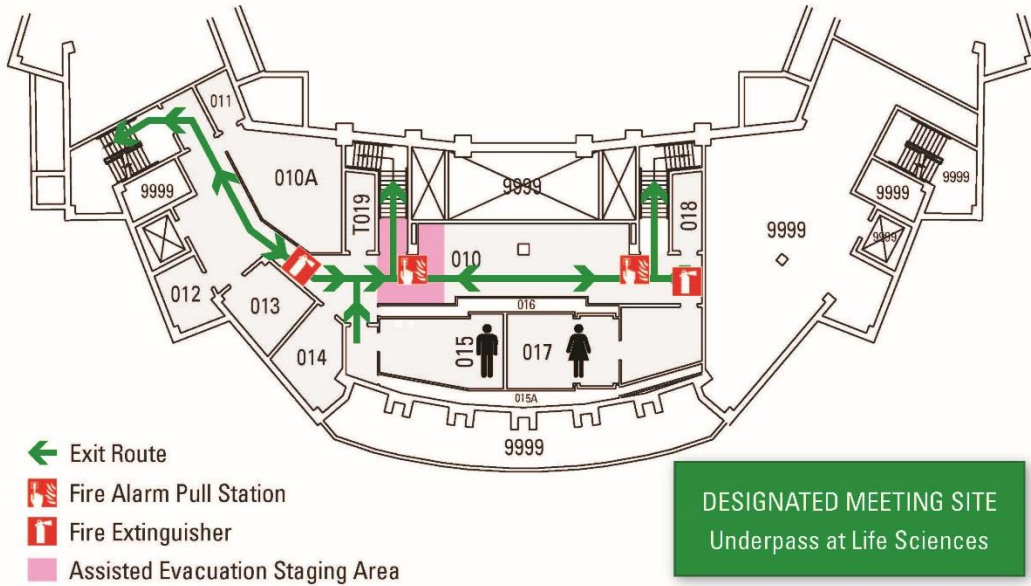 011
010A
9999
T019
9999
018
9999
9999
9999
9999
010
012
013
016
014
015
017
015A
9999
Exit Route
Fire Alarm Pull Station
Fire Extinguisher
Assisted Evacuation Staging Area
DESIGNATED MEETING SITE
Underpass at Life Sciences